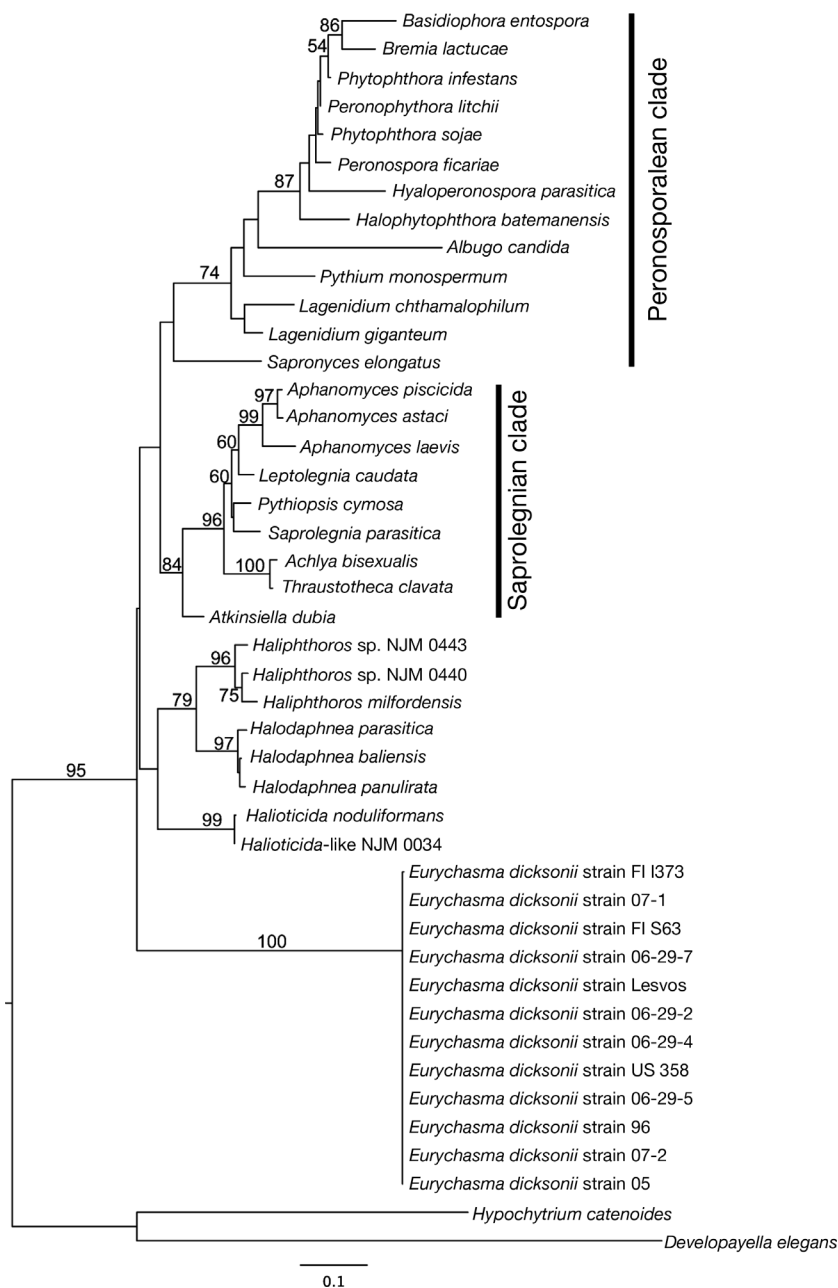 86
Basidiophora entospora
54
Bremia lactucae
Phytophthora infestans
Peronophythora litchii
Phytophthora sojae
Peronospora ficariae
87
Hyaloperonospora parasitica
Halophytophthora batemanensis
Albugo candida
74
Pythium monospermum
Lagenidium chthamalophilum
Lagenidium giganteum
Sapronyces elongatus
Peronosporalean clade
97
Aphanomyces piscicida
99
Aphanomyces astaci
60
Aphanomyces laevis
60
Leptolegnia caudata
Pythiopsis cymosa
96
Saprolegnia parasitica
84
100
Achlya bisexualis
Thraustotheca clavata
Atkinsiella dubia
Saprolegnian clade
96
Haliphthoros sp. NJM 0443
75
Haliphthoros sp. NJM 0440
79
Haliphthoros milfordensis
97
Halodaphnea parasitica
Halodaphnea baliensis
95
Halodaphnea panulirata
99
Halioticida noduliformans
Halioticida-like NJM 0034
Eurychasma dicksonii strain FI I373
Eurychasma dicksonii strain 07-1
Eurychasma dicksonii strain FI S63
100
Eurychasma dicksonii strain 06-29-7
Eurychasma dicksonii strain Lesvos
Eurychasma dicksonii strain 06-29-2
Eurychasma dicksonii strain 06-29-4
Eurychasma dicksonii strain US 358
Eurychasma dicksonii strain 06-29-5
Eurychasma dicksonii strain 96
Eurychasma dicksonii strain 07-2
Eurychasma dicksonii strain 05
Hypochytrium catenoides
Developayella elegans
0.1